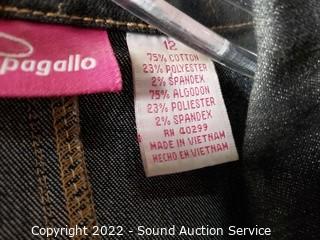 pagallo
12
75% COTTON
23% POLYESTER
2% SPANDEX
75% ALGODON
23% POLIESTER
2% SPANDEX
RN 40299
MADE IN VIETNAM
HECHO EN VIETNAM
Copyright 2022 - Sound Auction Service